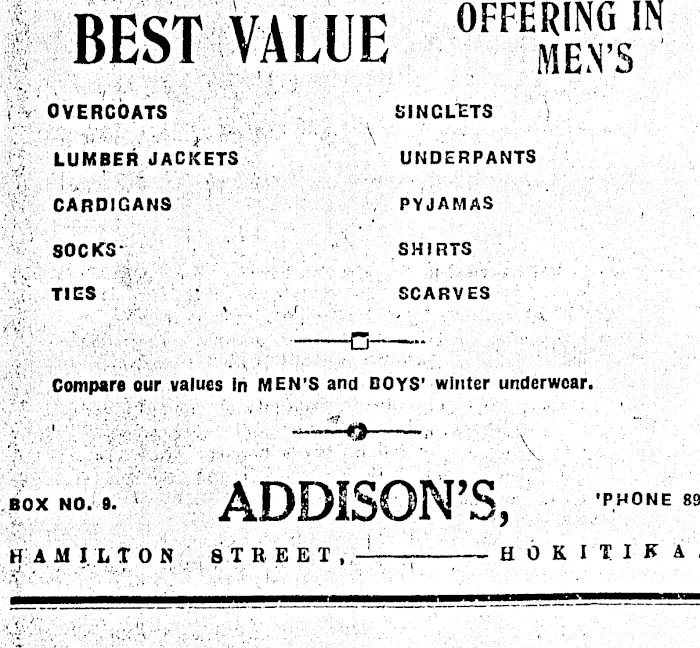 BEST VALUE
OFFERING IN
MEN'S
OVERCOATS
SINGLETS
LUMBER JACKETS
UNDERPANTS
CARDIGANS
PYJAMAS
SOCKS
SHIRTS
TIES
SCARVES
Compare our values in MEN'S and BOYS' winter underwear.
BOX NO. 9.
ADDISON'S,
'PHONE 89
HAMILTON STREET, HOKITIKA.